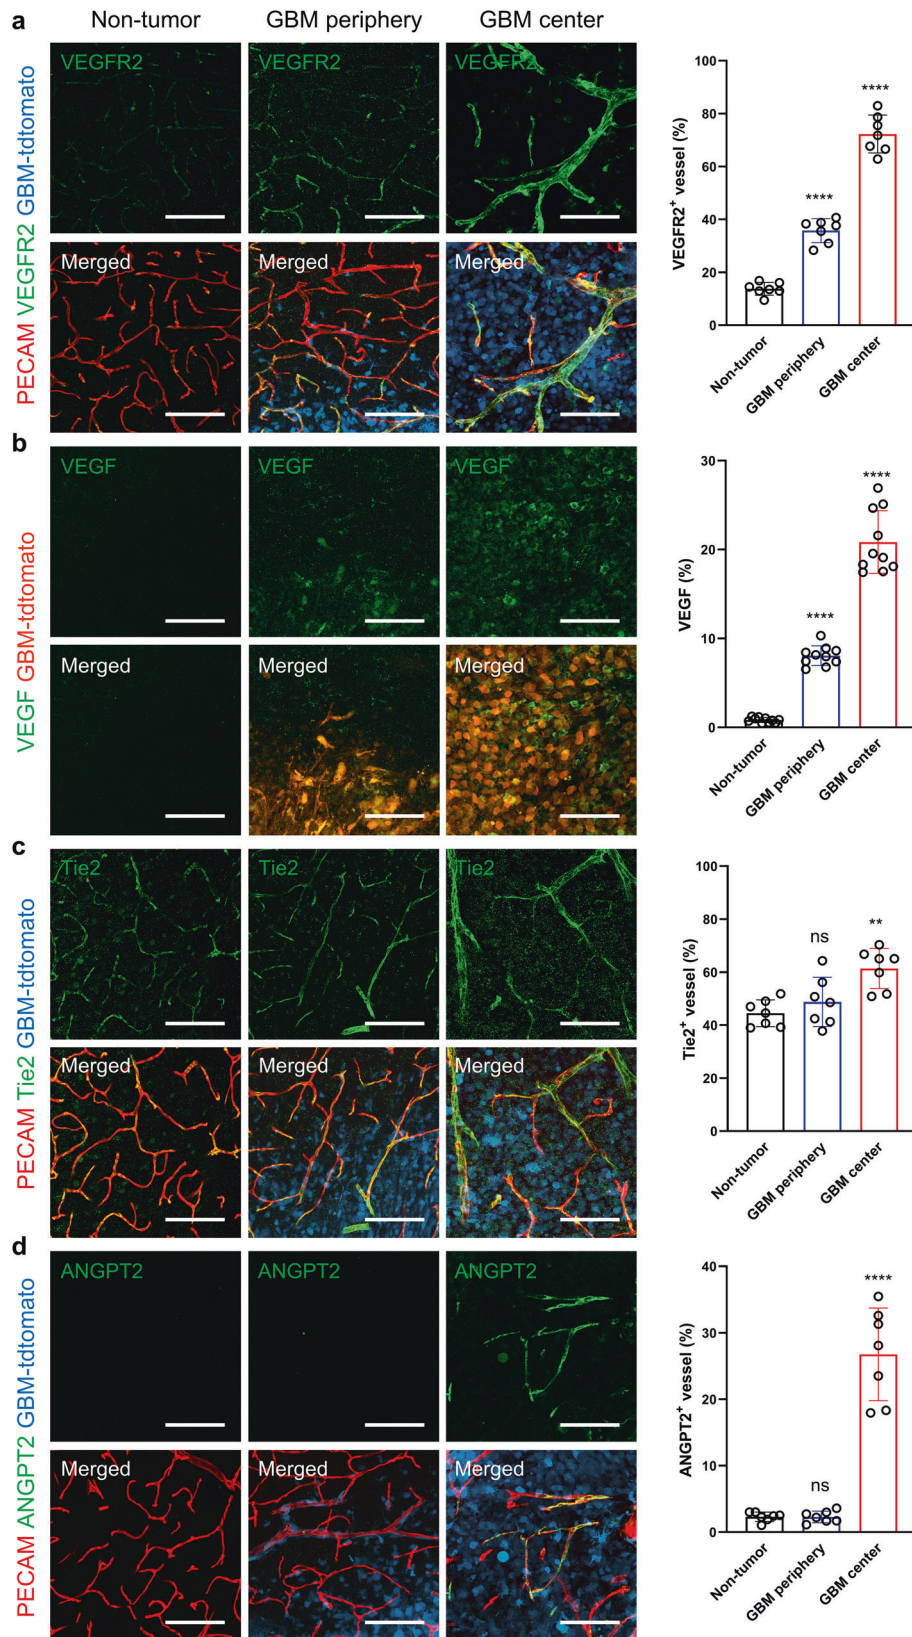 a
Non-tumor
GBM periphery
GBM center
PECAM VEGFR2 GBM-tdtomato
VEGFR2
VEGFR2
VEGFR2
Merged
Merged
Merged
VEGFR2+ vessel (%)
100
80
60
40
20
0
****
****
Non-tumor
GBM periphery
GBM center
b
VEGF GBM-tdtomato
VEGF
VEGF
VEGF
Merged
Merged
Merged
VEGF (%)
30
20
10
0
****
****
Non-tumor
GBM periphery
GBM center
c
PECAM Tie2 GBM-tdtomato
Tie2
Tie2
Tie2
Merged
Merged
Merged
Tie2+ vessel (%)
100
80
60
40
20
0
ns
**
Non-tumor
GBM periphery
GBM center
d
PECAM ANGPT2 GBM-tdtomato
ANGPT2
ANGPT2
ANGPT2
Merged
Merged
Merged
ANGPT2+ vessel (%)
40
30
20
10
0
ns
****
Non-tumor
GBM periphery
GBM center